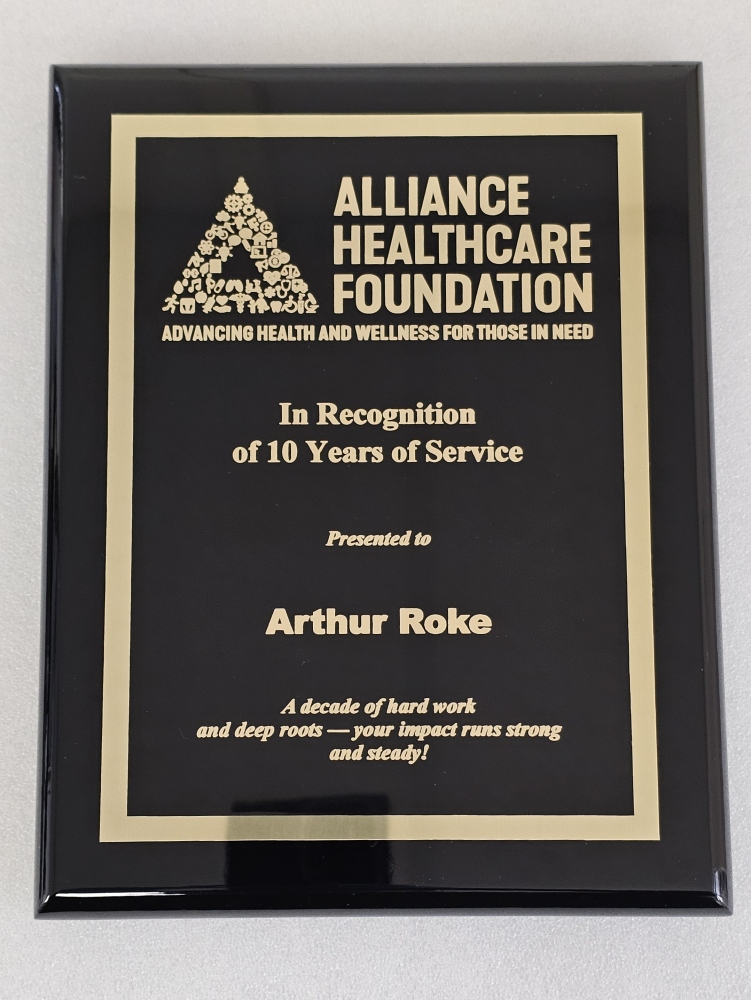 ALLIANCE
HEALTHCARE
FOUNDATION
ADVANCING HEALTH AND WELLNESS FOR THOSE IN NEED
In Recognition
of 10 Years of Service
Presented to
Arthur Roke
A decade of hard work
and deep roots — your impact runs strong
and steady!